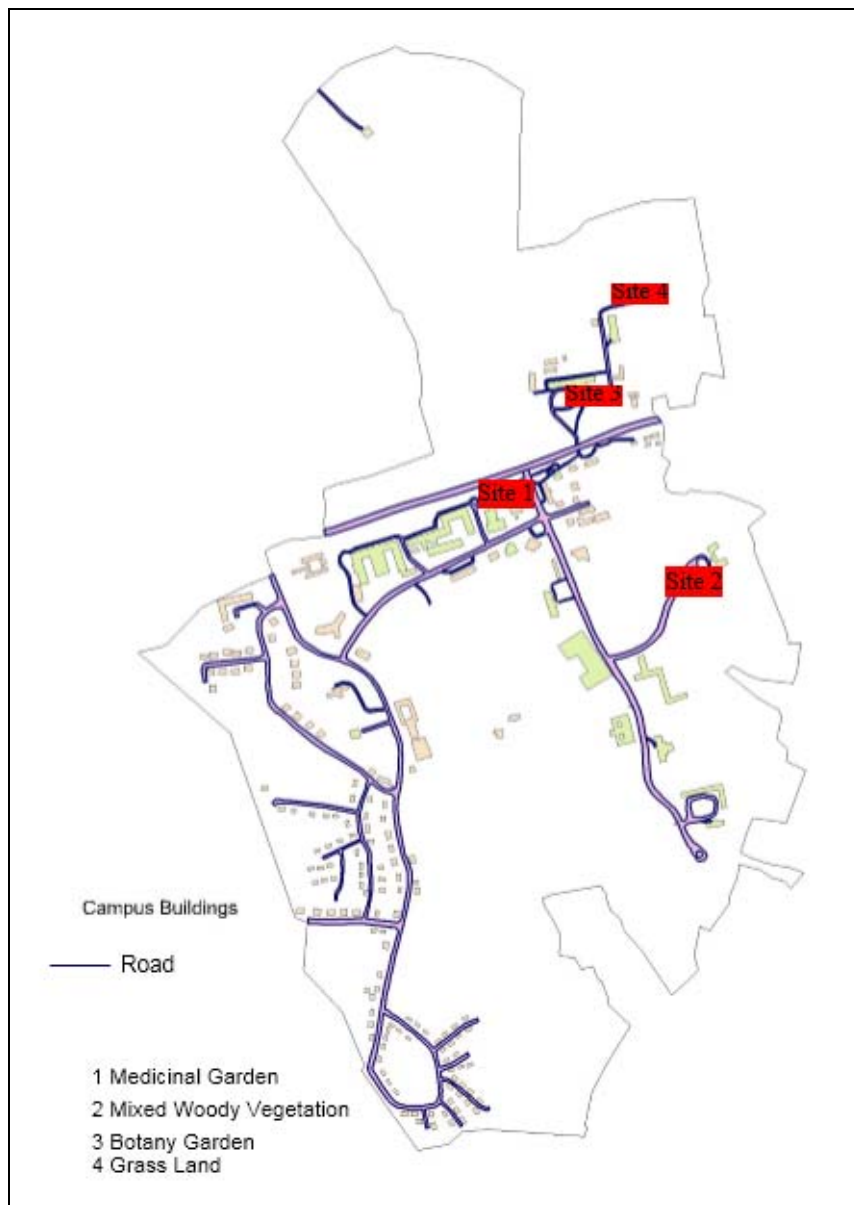 Site 4
Site 3
Site 1
Site 2
Campus Buildings
Road
1 Medicinal Garden
2 Mixed Woody Vegetation
3 Botany Garden
4 Grass Land